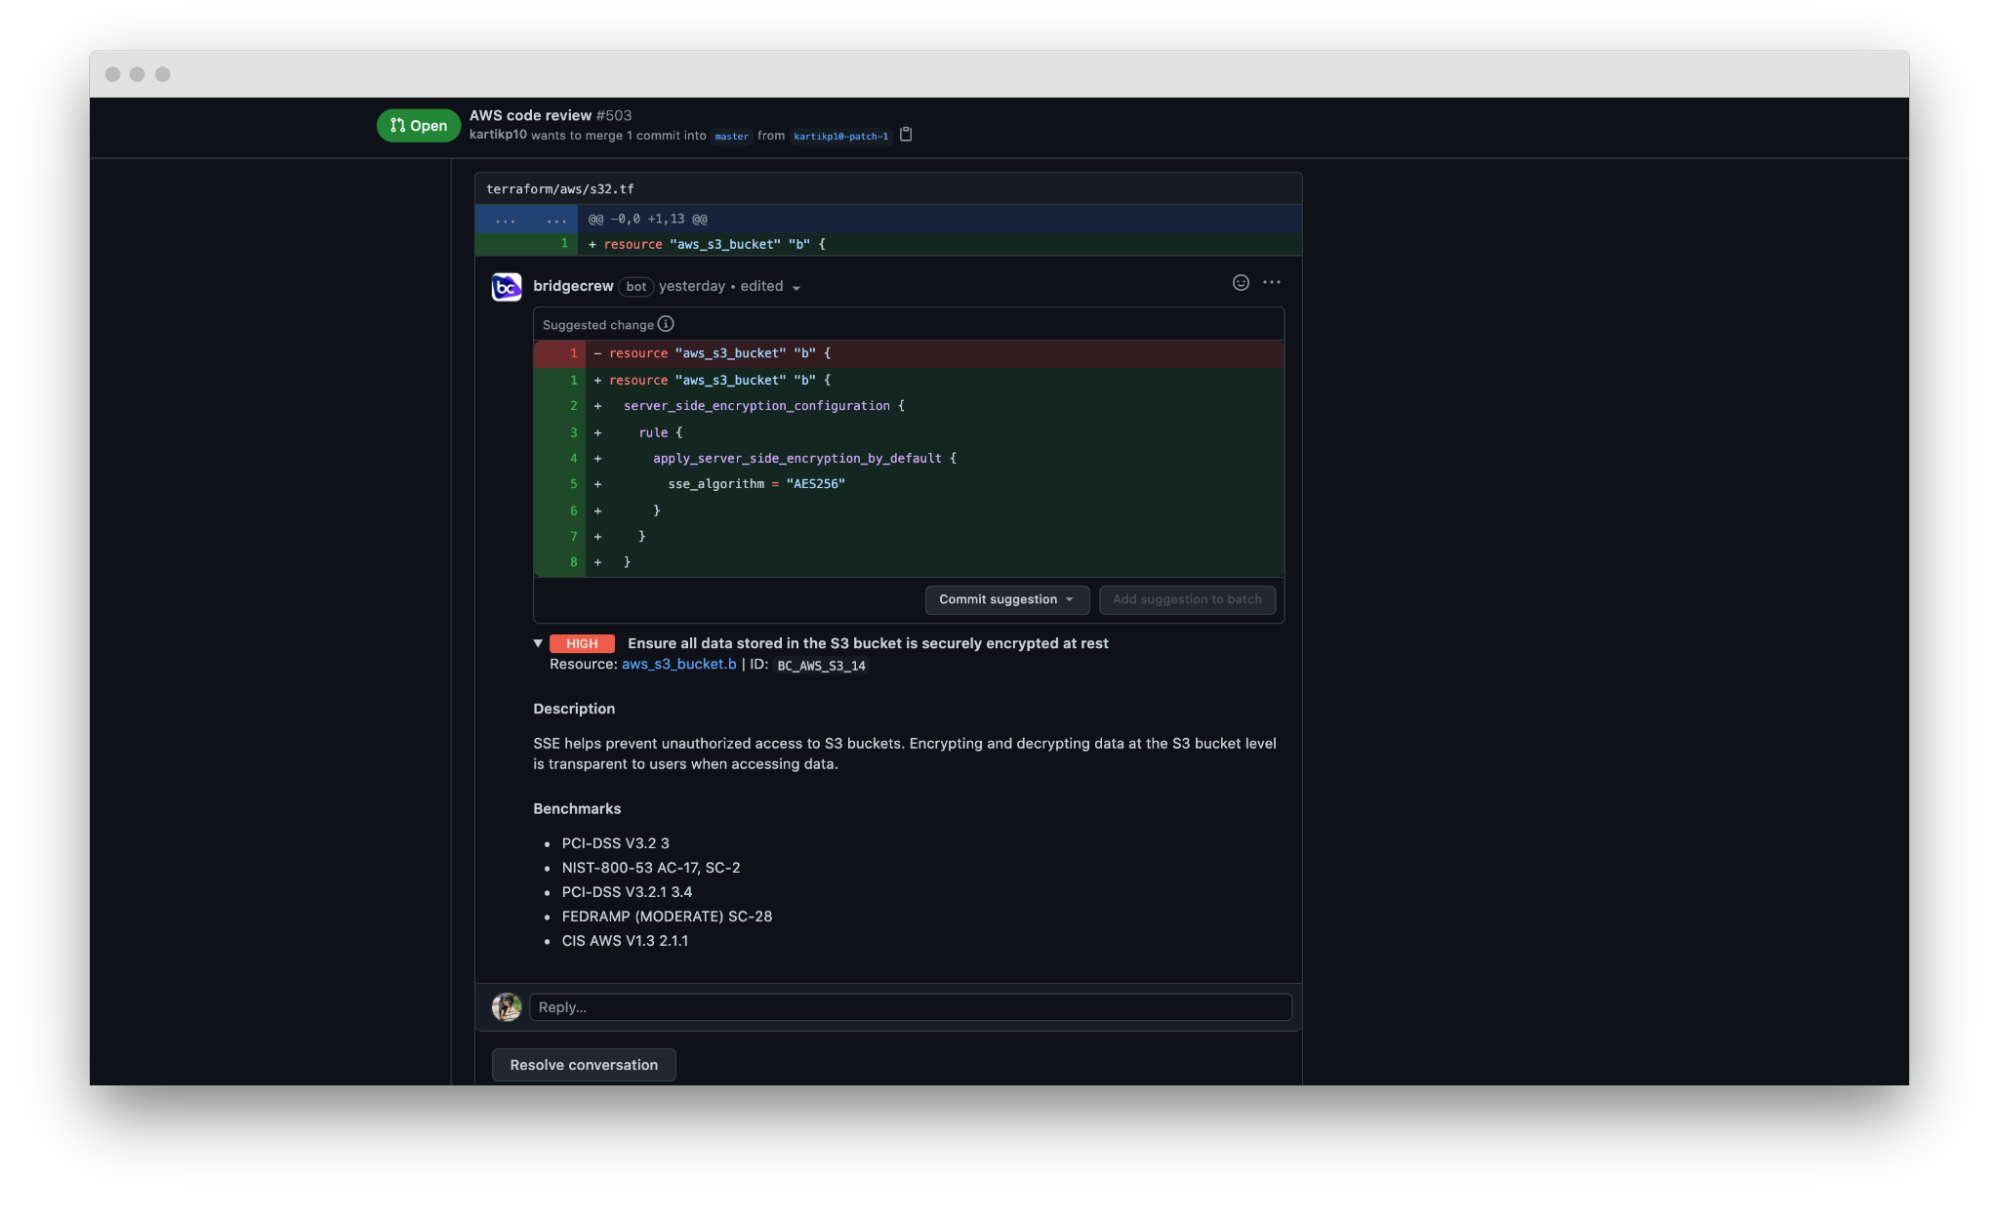 Open
AWS code review #503
kartikp10 wants to merge 1 commit into master from kartikp10-patch-1
terraform/aws/s32.tf
... ... @@ -0,0 +1,13 @@
1 + resource "aws_s3_bucket" "b" {
bc
bridgecrew bot yesterday • edited
Suggested change
1 - resource "aws_s3_bucket" "b" {
1 + resource "aws_s3_bucket" "b" {
2 + server_side_encryption_configuration {
3 + rule {
4 + apply_server_side_encryption_by_default {
5 + sse_algorithm = "AES256"
6 + }
7 + }
8 + }
Commit suggestion
Add suggestion to batch
HIGH Ensure all data stored in the S3 bucket is securely encrypted at rest
Resource: aws_s3_bucket.b | ID: BC_AWS_S3_14
Description
SSE helps prevent unauthorized access to S3 buckets. Encrypting and decrypting data at the S3 bucket level
is transparent to users when accessing data.
Benchmarks
• PCI-DSS V3.2 3
• NIST-800-53 AC-17, SC-2
• PCI-DSS V3.2.1 3.4
• FEDRAMP (MODERATE) SC-28
• CIS AWS V1.3 2.1.1
Reply...
Resolve conversation